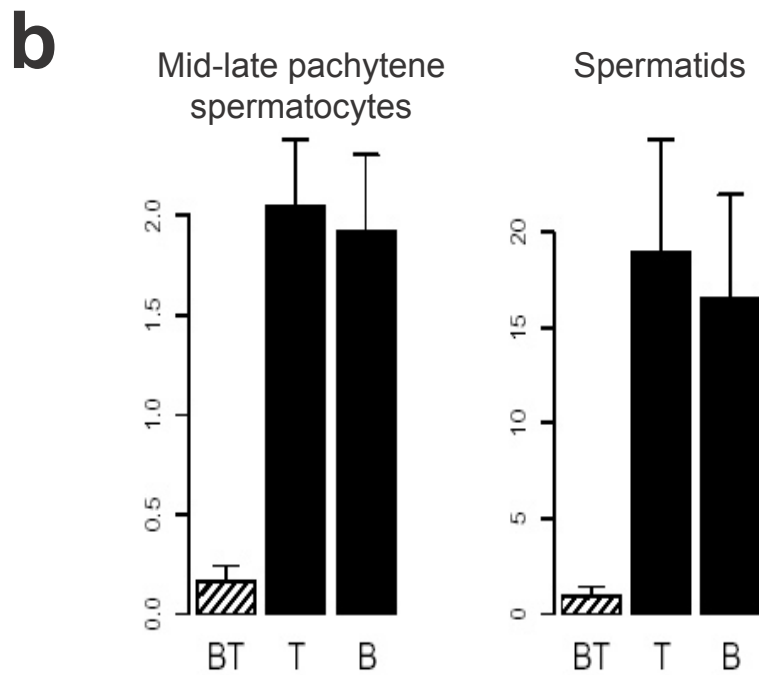 b
Mid-late pachytene
spermatocytes
2.0
1.5
1.0
0.5
0.0
BT T B
Spermatids
20
15
10
5
0
BT T B